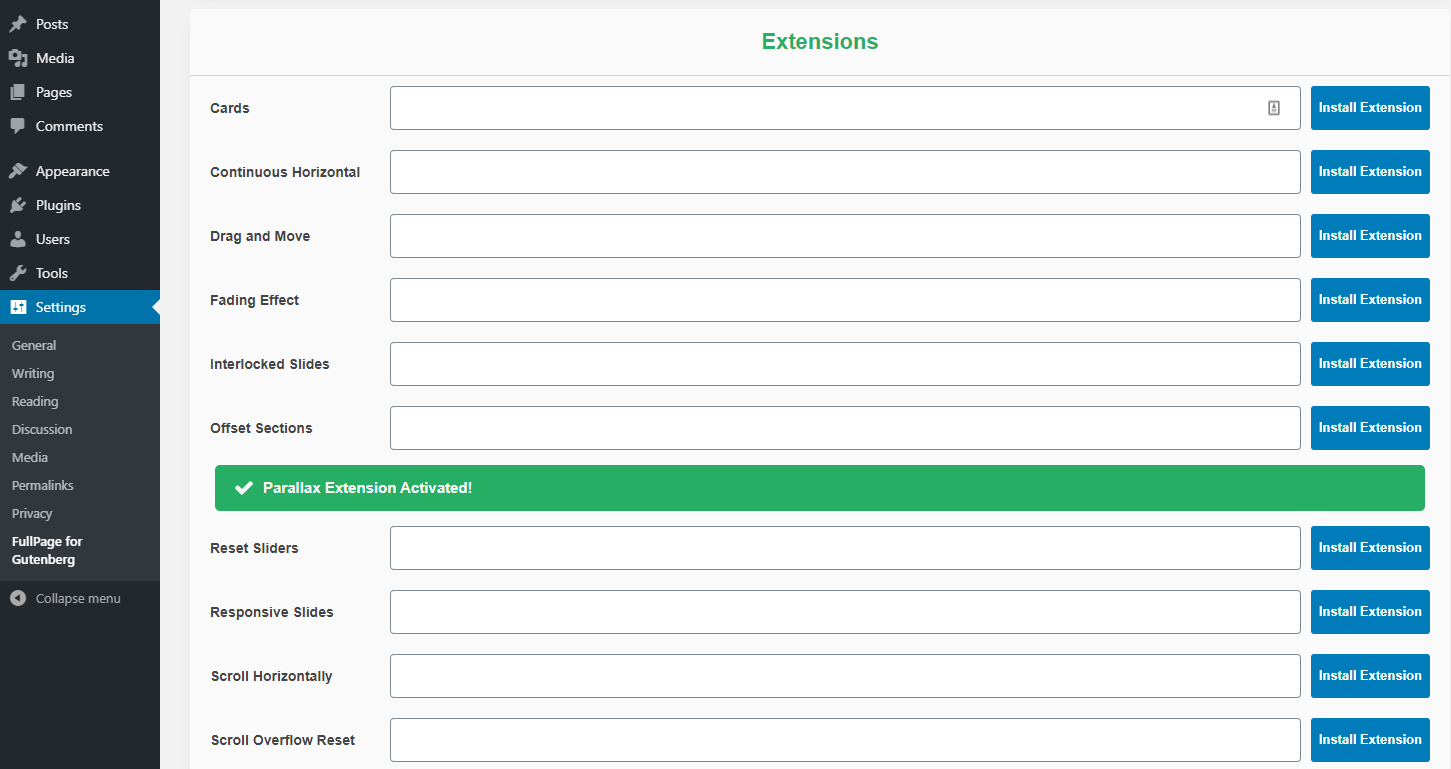 Posts
Media
Pages
Comments
Appearance
Plugins
Users
Tools
Settings
General
Writing
Reading
Discussion
Media
Permalinks
Privacy
FullPage for
Gutenberg
Collapse menu
Extensions
Cards
Install Extension
Continuous Horizontal
Install Extension
Drag and Move
Install Extension
Fading Effect
Install Extension
Interlocked Slides
Install Extension
Offset Sections
Install Extension
Parallax Extension Activated!
Reset Sliders
Install Extension
Responsive Slides
Install Extension
Scroll Horizontally
Install Extension
Scroll Overflow Reset
Install Extension